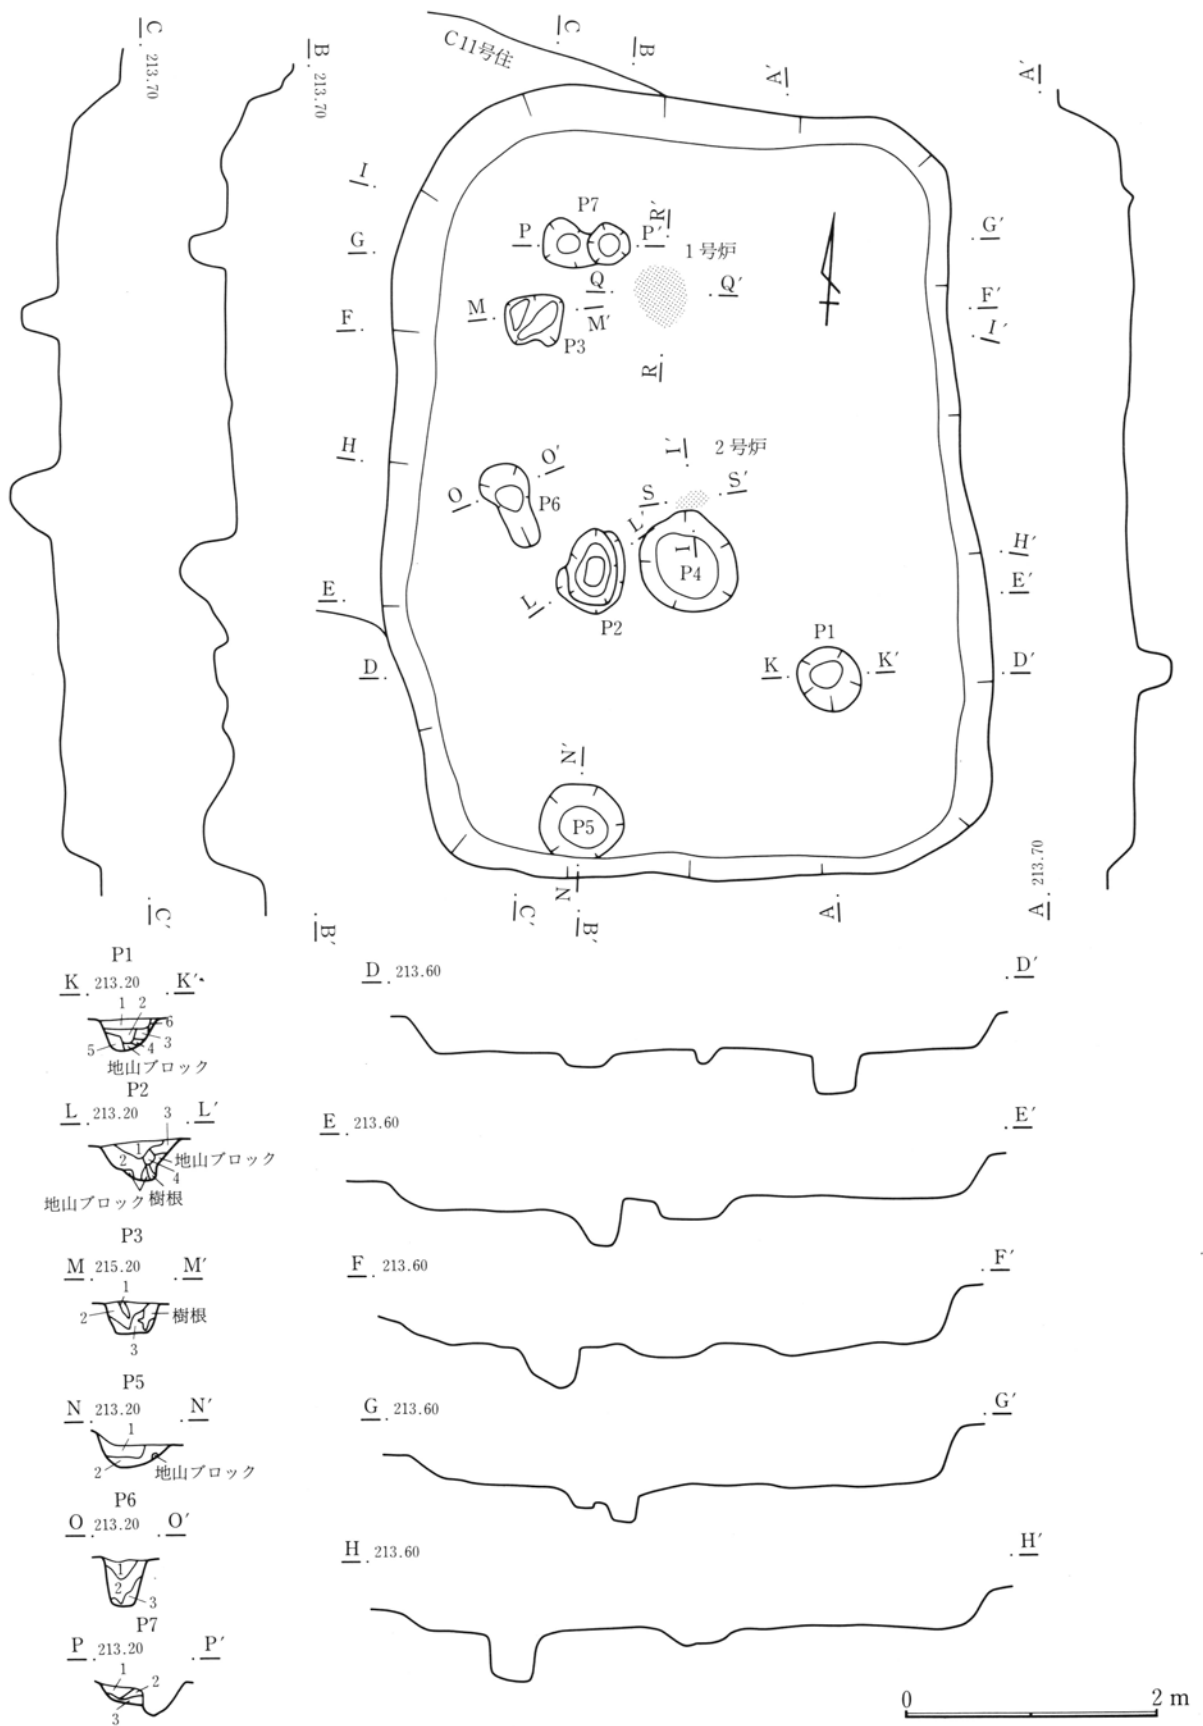 C
213.70
B
213.70
C11号住
C
B
A′
A′
I
G
F
H
E
D
P7
P
P′
R′
1号炉
Q
Q′
M
M′
P3
R
G′
F′
I′
I′
2号炉
O′
O
P6
S
S′
L′
I
P4
L
P2
H′
E′
P1
K
K′
D′
N′
P5
N
C′
B′
A
A
213.70
C′
B′
P1
K 213.20 K′
1 2
6
3
5 4
地山ブロック
P2
L 213.20 3 L′
1
2
地山ブロック
4
地山ブロック 樹根
P3
M 215.20 M′
1
2
樹根
3
P5
N 213.20 N′
1
2
地山ブロック
P6
O 213.20 O′
1
2
3
P7
P 213.20 P′
1
2
3
D 213.60 D′
E 213.60 E′
F 213.60 F′
G 213.60 G′
H 213.60 H′
0 2 m